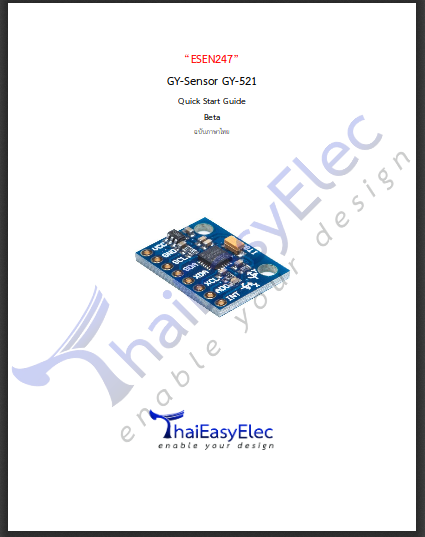 “ESEN247”
GY-Sensor GY-521
Quick Start Guide
Beta
ฉบับภาษาไทย
ThaiEasyElec
enable your design
VCC
GND
SCL
SDA
XDA
XCL
ADO
INT
ThaiEasyElec
enable your design